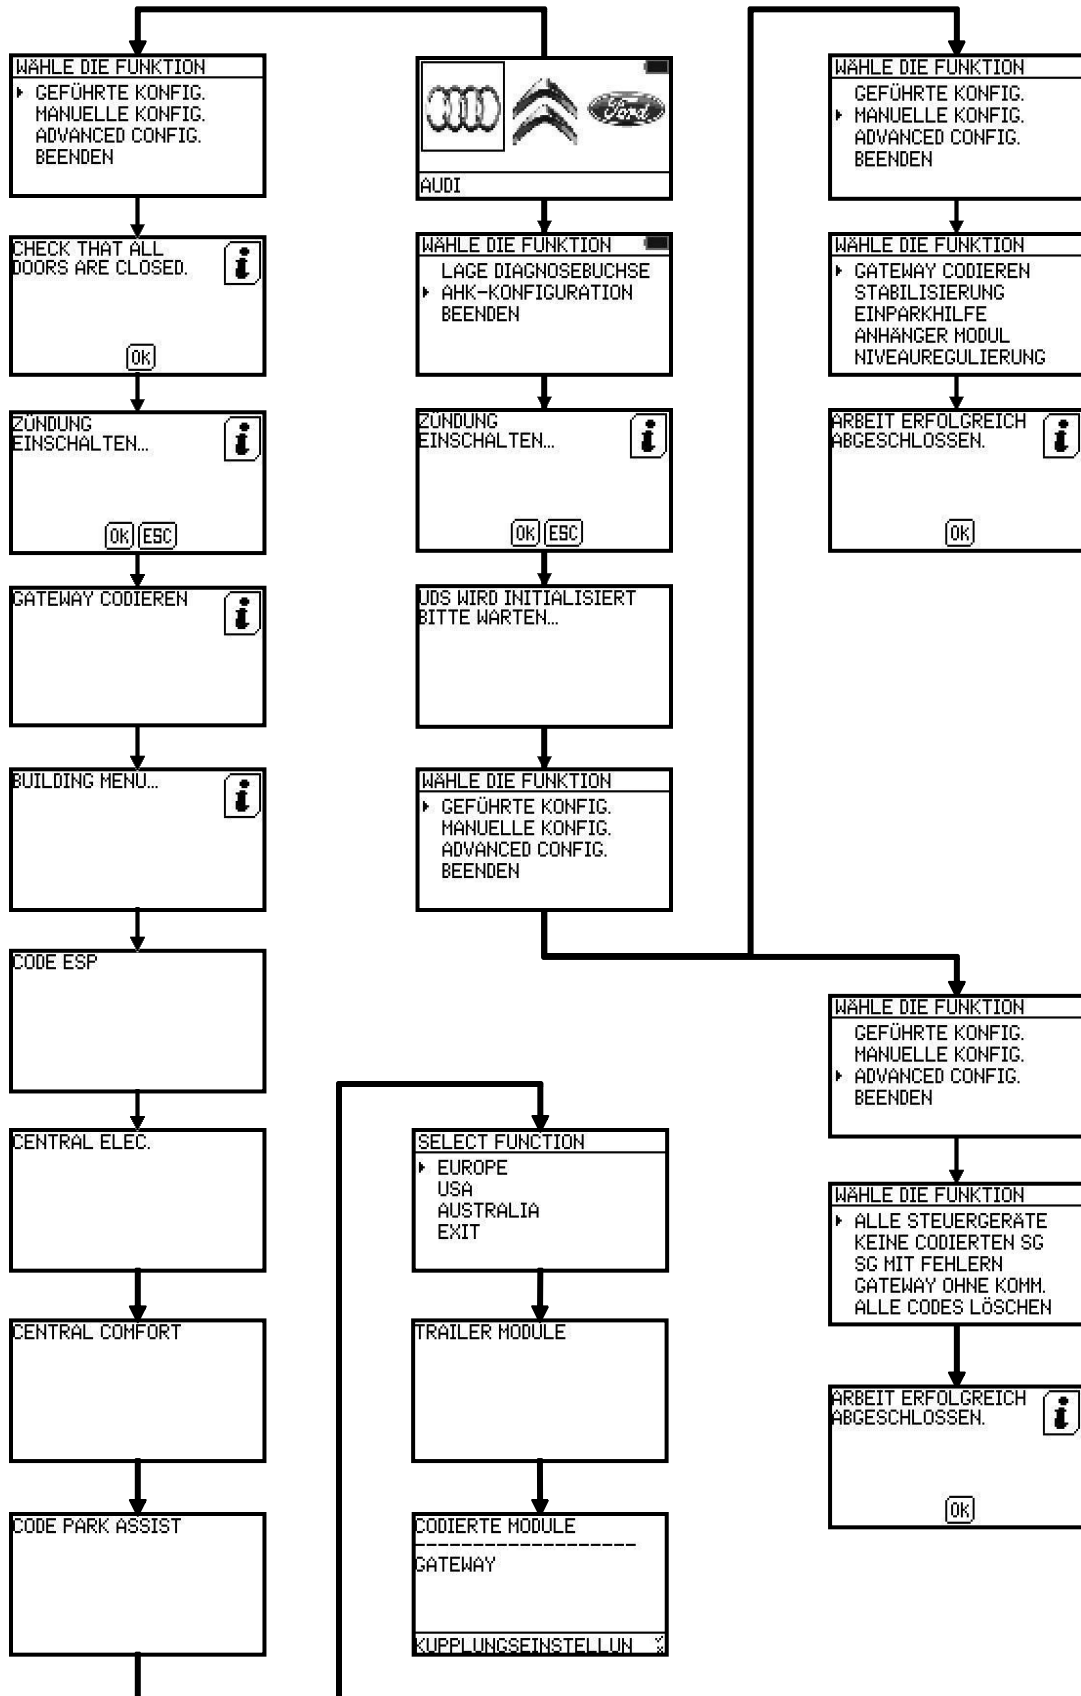 WÄHLE DIE FUNKTION
GEFÜHRTE KONFIG.
MANUELLE KONFIG.
ADVANCED CONFIG.
BEENDEN
CHECK THAT ALL
DOORS ARE CLOSED.
OK
ZÜNDUNG
EINSCHALTEN...
OK ESC
GATEWAY CODIEREN
BUILDING MENU...
CODE ESP
CENTRAL ELEC.
CENTRAL COMFORT
CODE PARK ASSIST
Ford
AUDI
WÄHLE DIE FUNKTION
LAGE DIAGNOSEBUCHSE
AHK-KONFIGURATION
BEENDEN
ZÜNDUNG
EINSCHALTEN...
OK ESC
UDS WIRD INITIALISIERT
BITTE WARTEN...
WÄHLE DIE FUNKTION
GEFÜHRTE KONFIG.
MANUELLE KONFIG.
ADVANCED CONFIG.
BEENDEN
SELECT FUNCTION
EUROPE
USA
AUSTRALIA
EXIT
TRAILER MODULE
CODIERTE MODULE
--------------------
GATEWAY
KUPPLUNGSEINSTELLUN
WÄHLE DIE FUNKTION
GEFÜHRTE KONFIG.
MANUELLE KONFIG.
ADVANCED CONFIG.
BEENDEN
WÄHLE DIE FUNKTION
GATEWAY CODIEREN
STABILISIERUNG
EINPARKHILFE
ANHÄNGER MODUL
NIVEAUREGULIERUNG
ARBEIT ERFOLGREICH
ABGESCHLOSSEN.
OK
WÄHLE DIE FUNKTION
GEFÜHRTE KONFIG.
MANUELLE KONFIG.
ADVANCED CONFIG.
BEENDEN
WÄHLE DIE FUNKTION
ALLE STEUERGERÄTE
KEINE CODIERTEN SG
SG MIT FEHLERN
GATEWAY OHNE KOMM.
ALLE CODES LÖSCHEN
ARBEIT ERFOLGREICH
ABGESCHLOSSEN.
OK